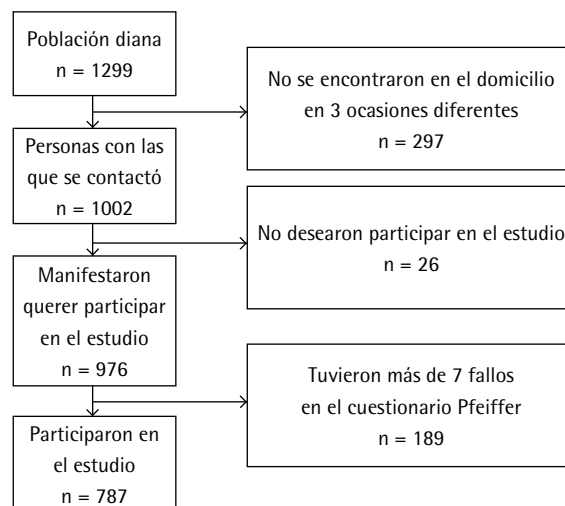 Población diana
n = 1299
No se encontraron en el domicilio
en 3 ocasiones diferentes
n = 297
Personas con las
que se contactó
n = 1002
No desearon participar en el estudio
n = 26
Manifestaron
querer participar
en el estudio
n = 976
Tuvieron más de 7 fallos
en el cuestionario Pfeiffer
n = 189
Participaron en
el estudio
n = 787